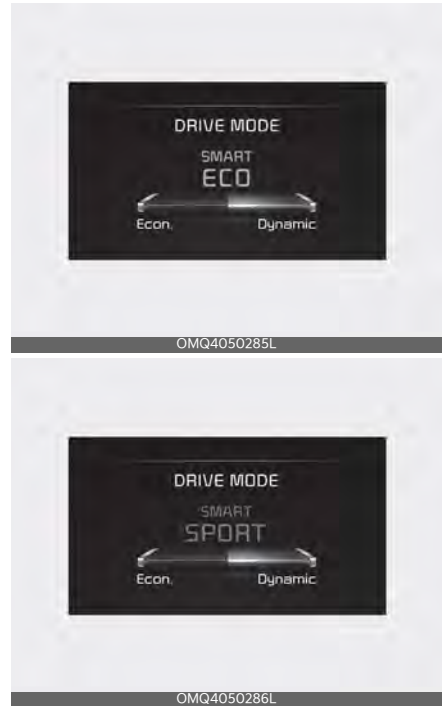 DRIVE MODE
SMART
ECO
Econ. Dynamic
OMQ4050285L
DRIVE MODE
SMART
SPORT
Econ. Dynamic
OMQ4050286L